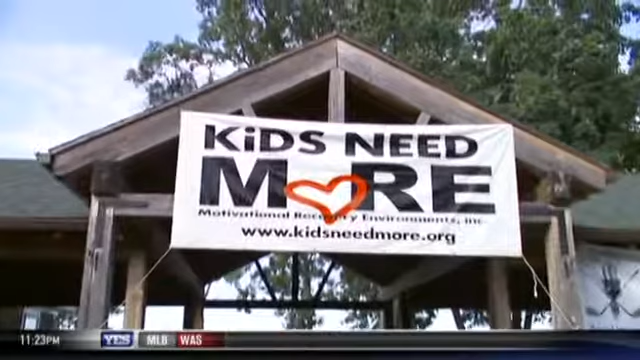 KiDS NEED
MORE
Motivational Recovery Environments, Inc.
www.kidsneedmore.org
11:23PM YES MLB WAS